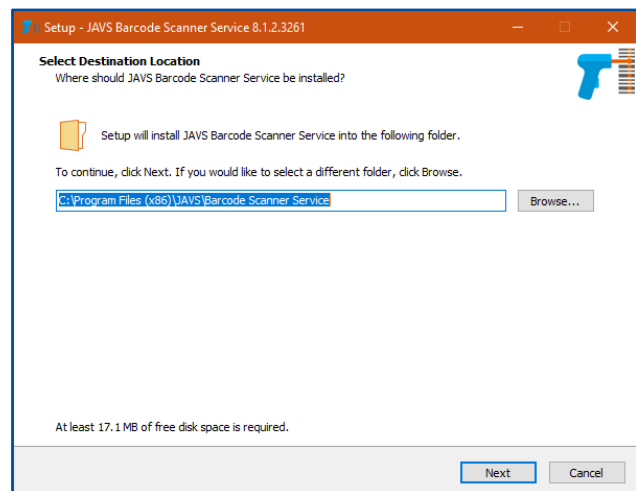 Setup - JAVS Barcode Scanner Service 8.1.2.3261
Select Destination Location
Where should JAVS Barcode Scanner Service be installed?
Setup will install JAVS Barcode Scanner Service into the following folder.
To continue, click Next. If you would like to select a different folder, click Browse.
C:\Program Files (x86)\JAVS\Barcode Scanner Service
Browse...
At least 17.1 MB of free disk space is required.
Next
Cancel